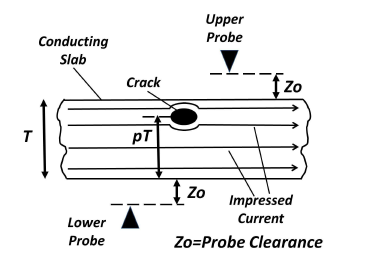 Upper
Probe
Conducting
Slab
Zo
Crack
T
pT
Zo
Impressed
Current
Lower
Probe
Zo=Probe Clearance